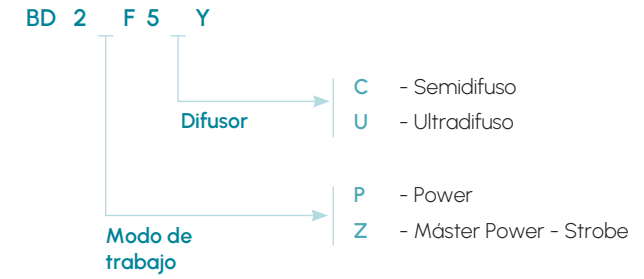 BD 2 _ F 5 _ Y
C - Semidifuso
Difusor
U - Ultradifuso
P - Power
Z - Máster Power - Strobe
Modo de
trabajo